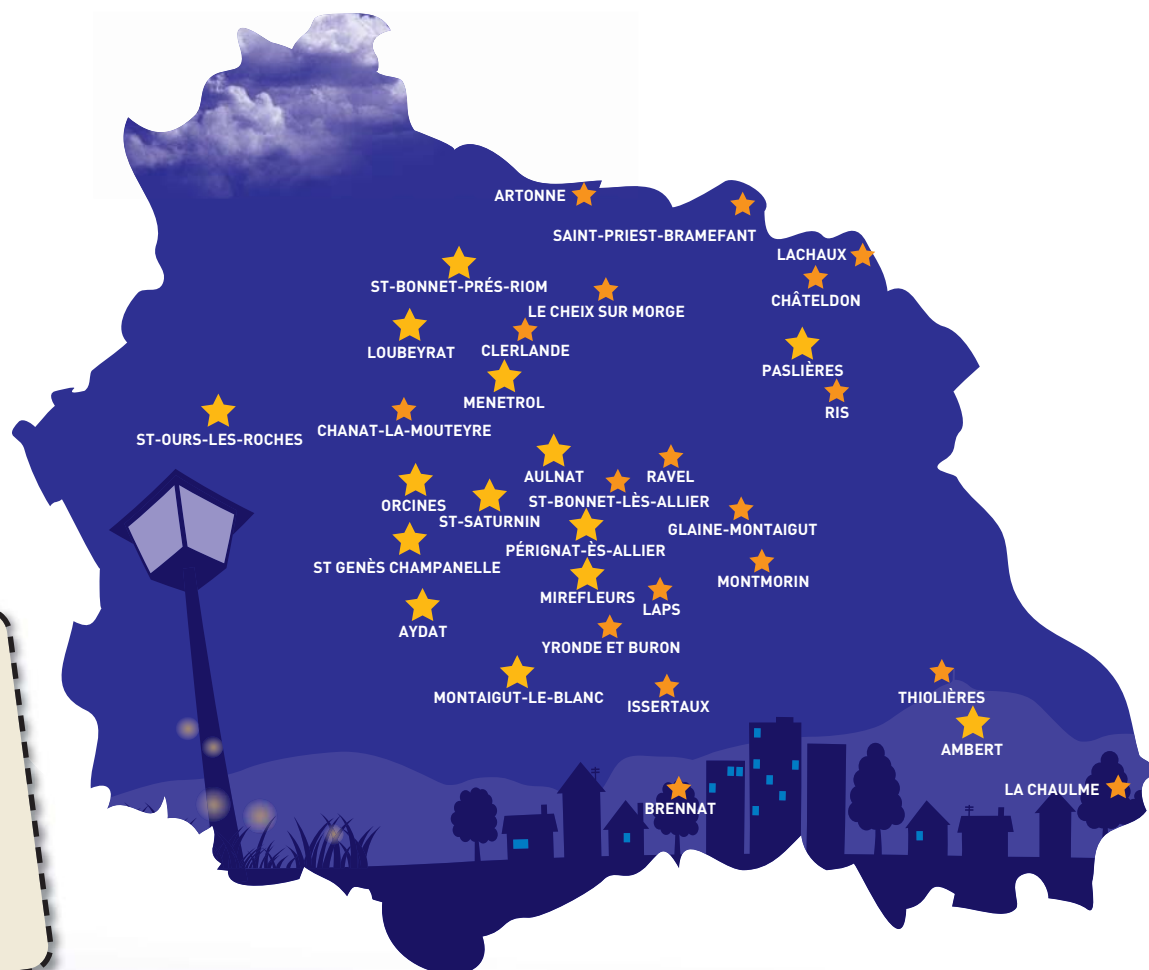 ARTONNE
SAINT-PRIEST-BRAMEFANT
LACHAUX
CHÂTELDON
ST-BONNET-PRÉS-RIOM
LE CHEIX SUR MORGE
LOUBEYRAT
CLERLANDE
PASLIÈRES
MENETROL
RIS
ST-OURS-LES-ROCHES
CHANAT-LA-MOUTEYRE
AULNAT
RAVEL
ORCINES
ST-BONNET-LÈS-ALLIER
ST-SATURNIN
GLAINE-MONTAIGUT
PÉRIGNAT-ÈS-ALLIER
ST GENÈS CHAMPANELLE
MONTMORIN
MIREFLEURS
LAPS
AYDAT
YRONDE ET BURON
MONTAIGUT-LE-BLANC
ISSERTAUX
THIOLIÈRES
AMBERT
LA CHAULME
BRENNAT